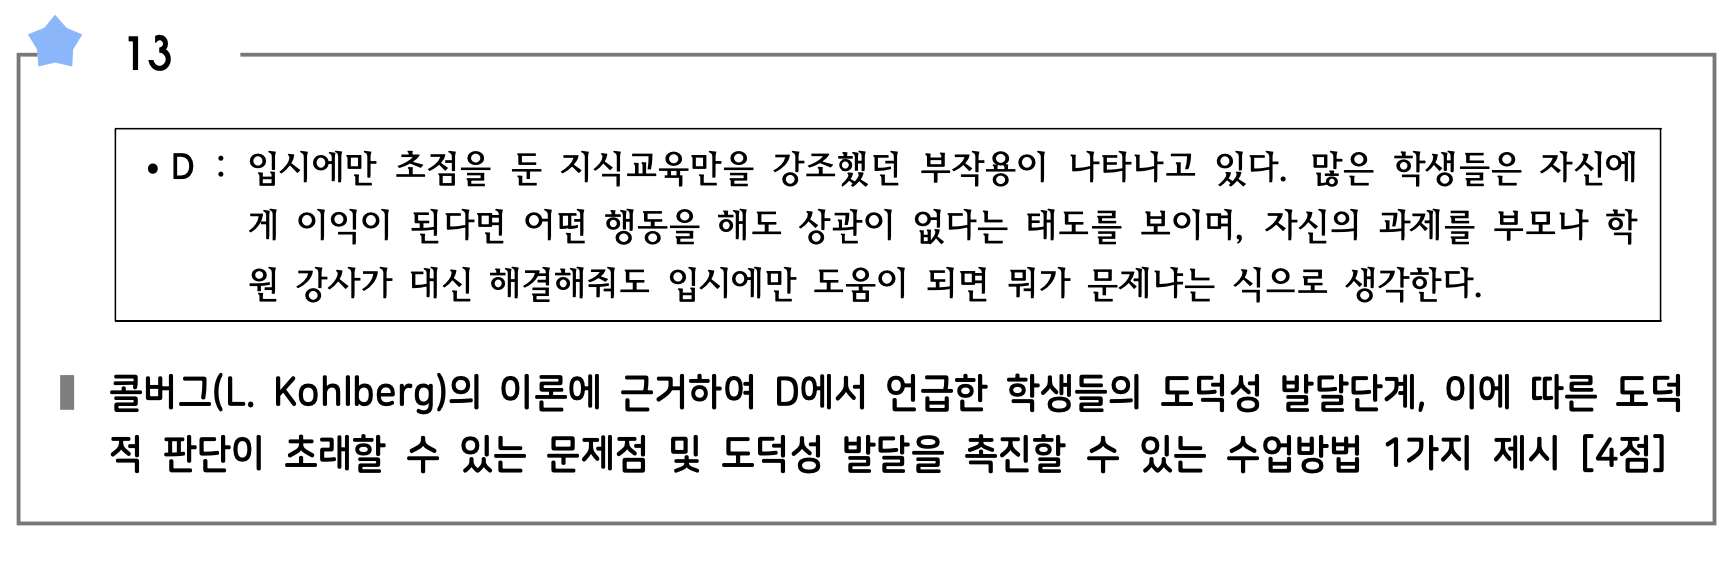 13
• D : 입시에만 초점을 둔 지식교육만을 강조했던 부작용이 나타나고 있다. 많은 학생들은 자신에
게 이익이 된다면 어떤 행동을 해도 상관이 없다는 태도를 보이며, 자신의 과제를 부모나 학
원 강사가 대신 해결해줘도 입시에만 도움이 되면 뭐가 문제냐는 식으로 생각한다.
콜버그(L. Kohlberg)의 이론에 근거하여 D에서 언급한 학생들의 도덕성 발달단계, 이에 따른 도덕
적 판단이 초래할 수 있는 문제점 및 도덕성 발달을 촉진할 수 있는 수업방법 1가지 제시 [4점]